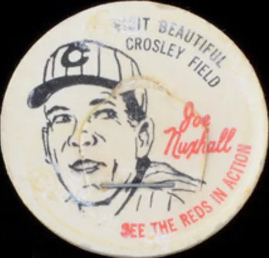 VISIT BEAUTIFUL
CROSLEY FIELD
C
Joe
Nuxhall
SEE THE REDS IN ACTION